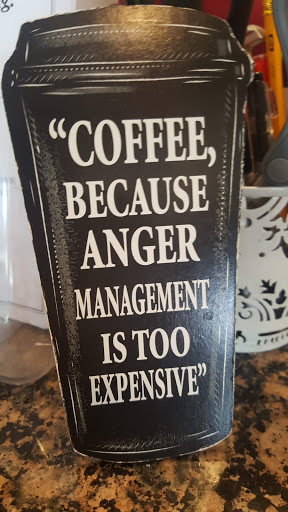 “COFFEE,
BECAUSE
ANGER
MANAGEMENT
IS TOO
EXPENSIVE”